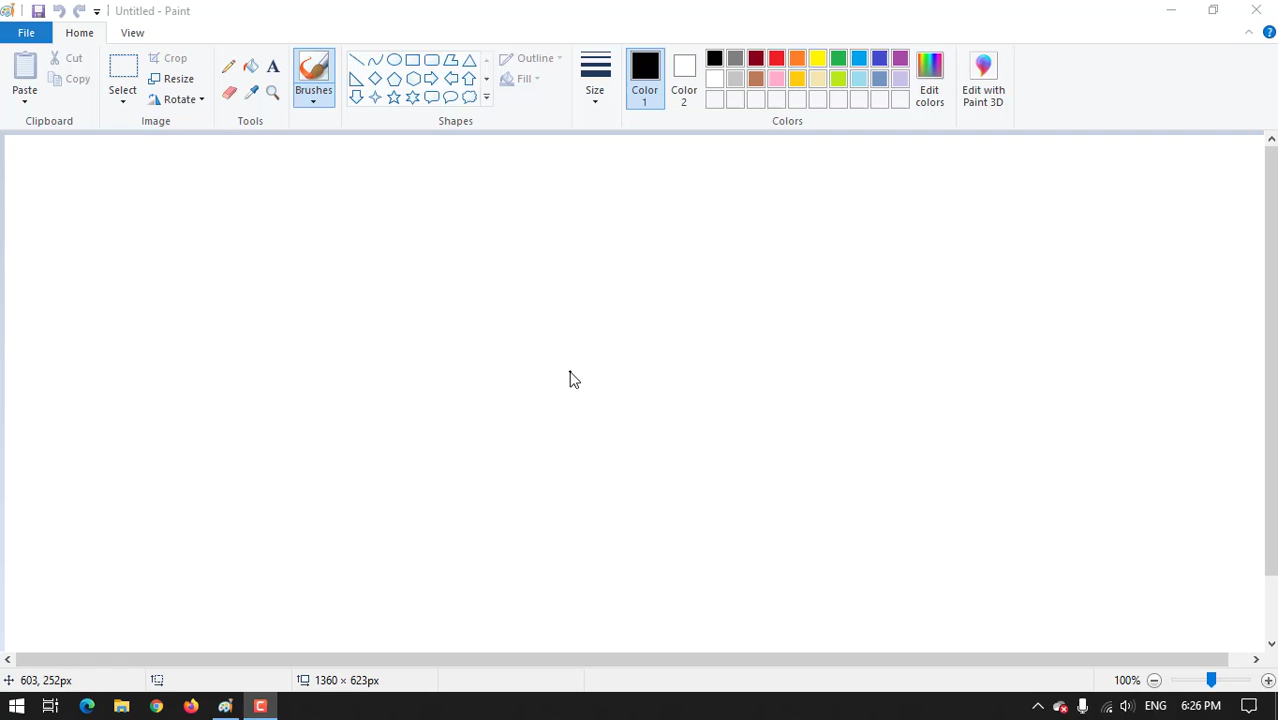 Untitled - Paint
File Home View
Paste
Cut
Copy
Clipboard
Select
Crop
Resize
Rotate
Image
A
Tools
Brushes
Shapes
Outline
Fill
Size
Color 1
Color 2
Colors
Edit colors
Edit with Paint 3D
603, 252px
1360 × 623px
100%
ENG
6:26 PM